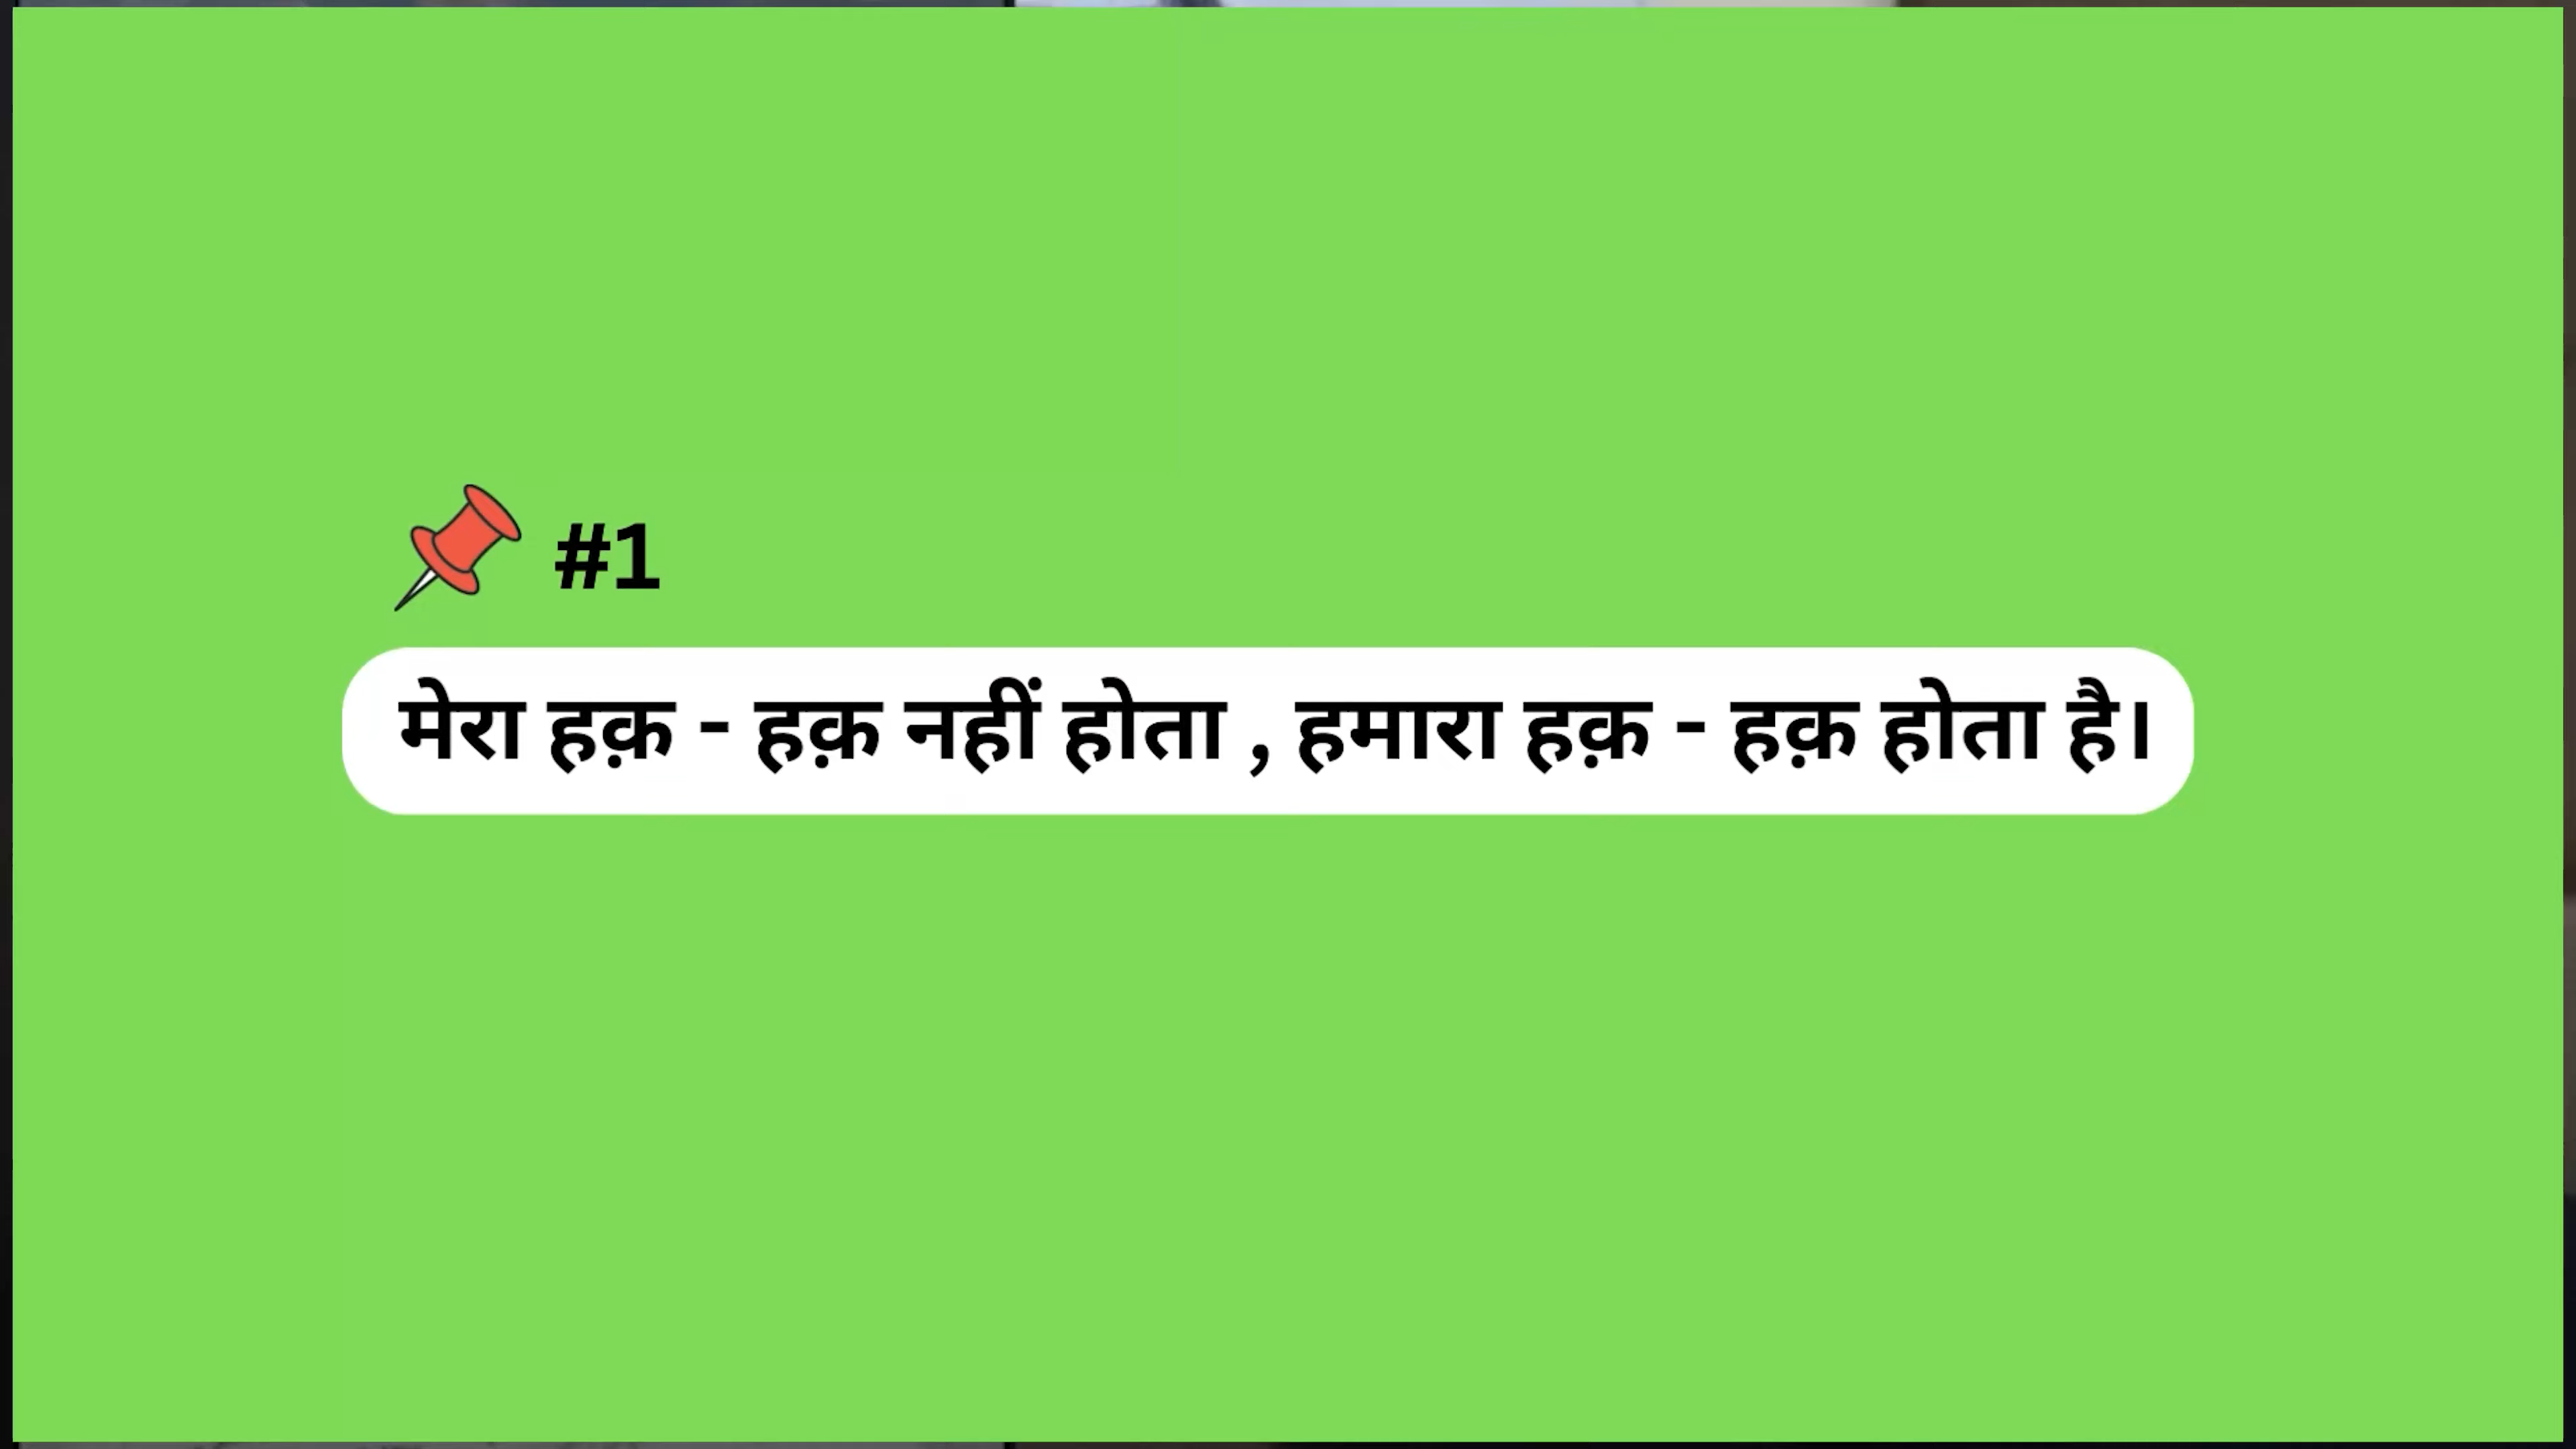 #1
मेरा हक़ - हक़ नहीं होता , हमारा हक़ - हक़ होता है।